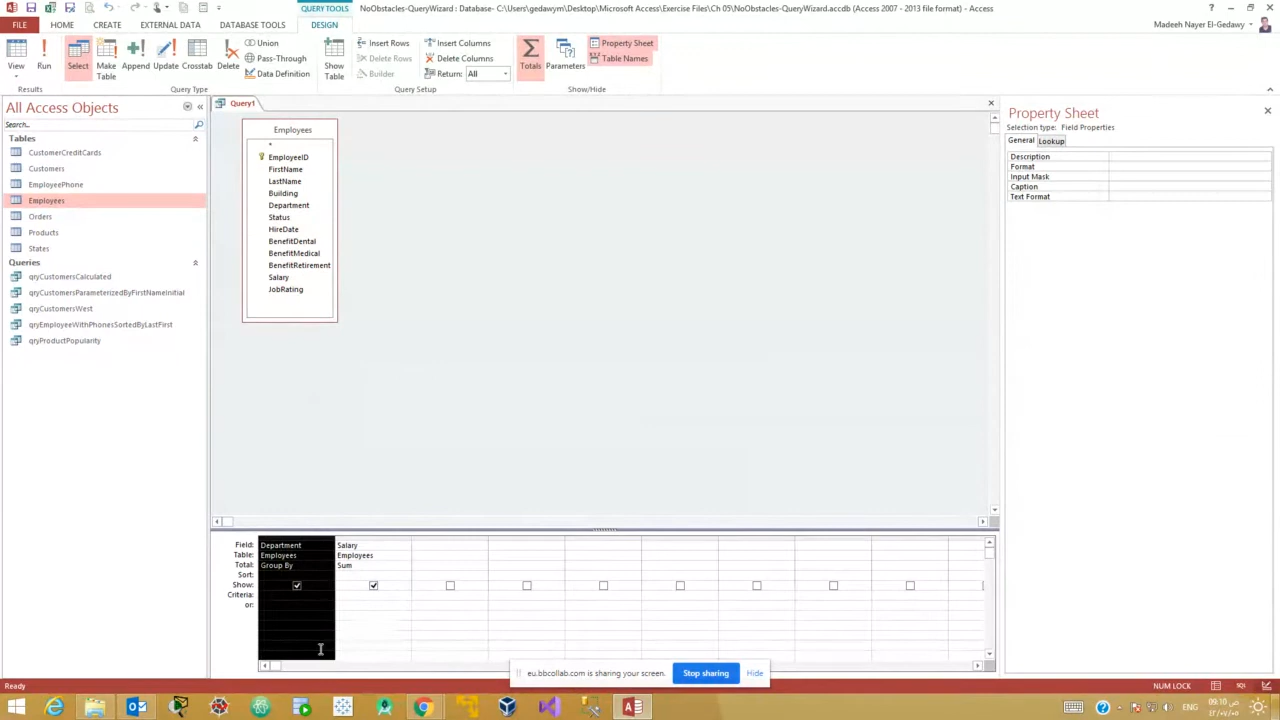 QUERY TOOLS
NoObstacles-QueryWizard : Database- C:\Users\gedawym\Desktop\Microsoft Access\Exercise Files\Ch 05\NoObstacles-QueryWizard.accdb (Access 2007 - 2013 file format) - Access
FILE HOME CREATE EXTERNAL DATA DATABASE TOOLS DESIGN
Madeeh Nayer El-Gedawy
View Run Select Make Table Append Update Crosstab Delete
Union
Pass-Through
Data Definition
Show Table
Insert Rows
Delete Rows
Builder
Insert Columns
Delete Columns
Return: All
Totals Parameters
Property Sheet
Table Names
Results Query Type Query Setup Show/Hide
All Access Objects
Search...
Tables
CustomerCreditCards
Customers
EmployeePhone
Employees
Orders
Products
States
Queries
qryCustomersCalculated
qryCustomersParameterizedByFirstNameInitial
qryCustomersWest
qryEmployeeWithPhonesSortedByLastFirst
qryProductPopularity
Query1
Employees
*
EmployeeID
FirstName
LastName
Building
Department
Status
HireDate
BenefitDental
BenefitMedical
BenefitRetirement
Salary
JobRating
Field: Department Salary
Table: Employees Employees
Total: Group By Sum
Sort:
Show:
Criteria:
or:
Property Sheet
Selection type: Field Properties
General Lookup
Description
Format
Input Mask
Caption
Text Format
eu.bbcollab.com is sharing your screen. Stop sharing Hide
Ready
NUM LOCK SQL
ENG